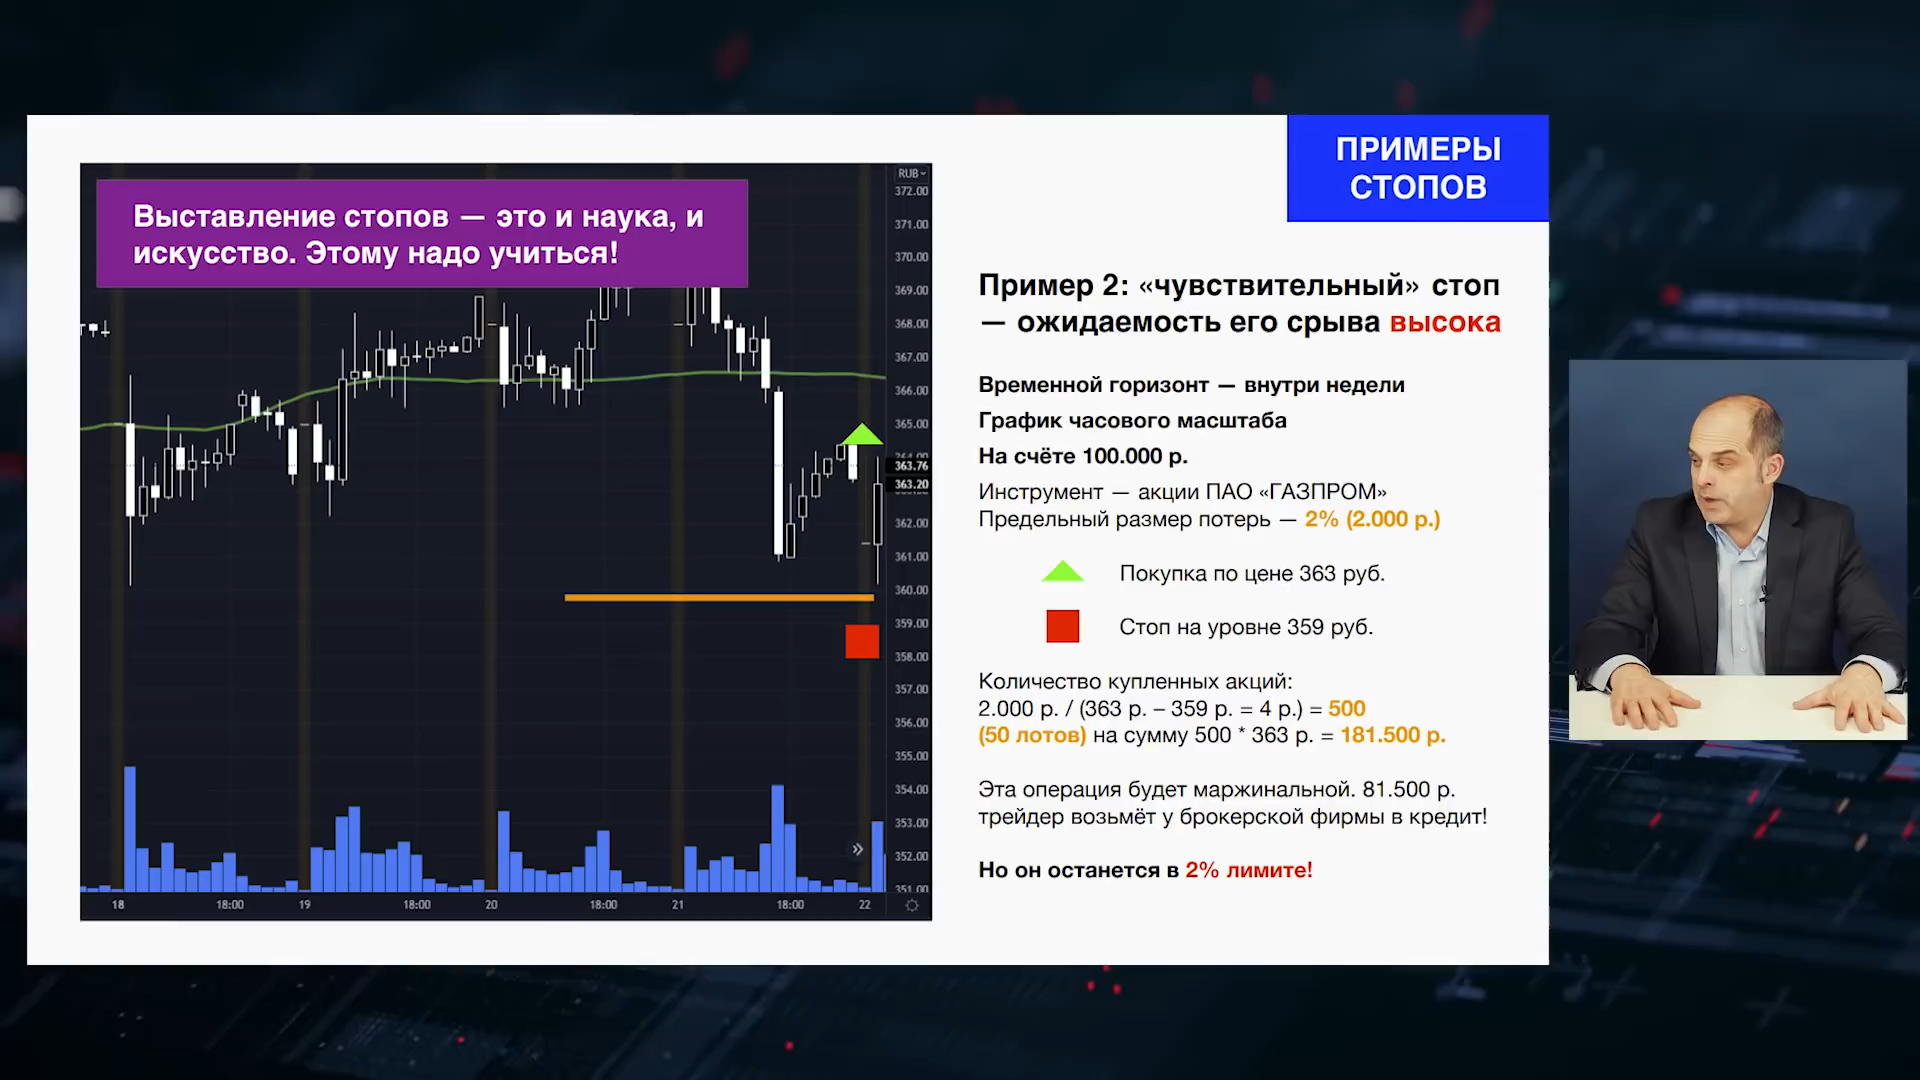 ПРИМЕРЫ
СТОПОВ
Выставление стопов — это и наука, и
искусство. Этому надо учиться!
RUB
372.00
371.00
370.00
369.00
368.00
367.00
366.00
365.00
364.00
363.76
363.20
362.00
361.00
360.00
359.00
358.00
357.00
356.00
355.00
354.00
353.00
352.00
351.00
18 18:00 19 18:00 20 18:00 21 18:00 22
Пример 2: «чувствительный» стоп
— ожидаемость его срыва высока
Временной горизонт — внутри недели
График часового масштаба
На счёте 100.000 р.
Инструмент — акции ПАО «ГАЗПРОМ»
Предельный размер потерь — 2% (2.000 р.)
Покупка по цене 363 руб.
Стоп на уровне 359 руб.
Количество купленных акций:
2.000 р. / (363 р. – 359 р. = 4 р.) = 500
(50 лотов) на сумму 500 * 363 р. = 181.500 р.
Эта операция будет маржинальной. 81.500 р.
трейдер возьмёт у брокерской фирмы в кредит!
Но он останется в 2% лимите!